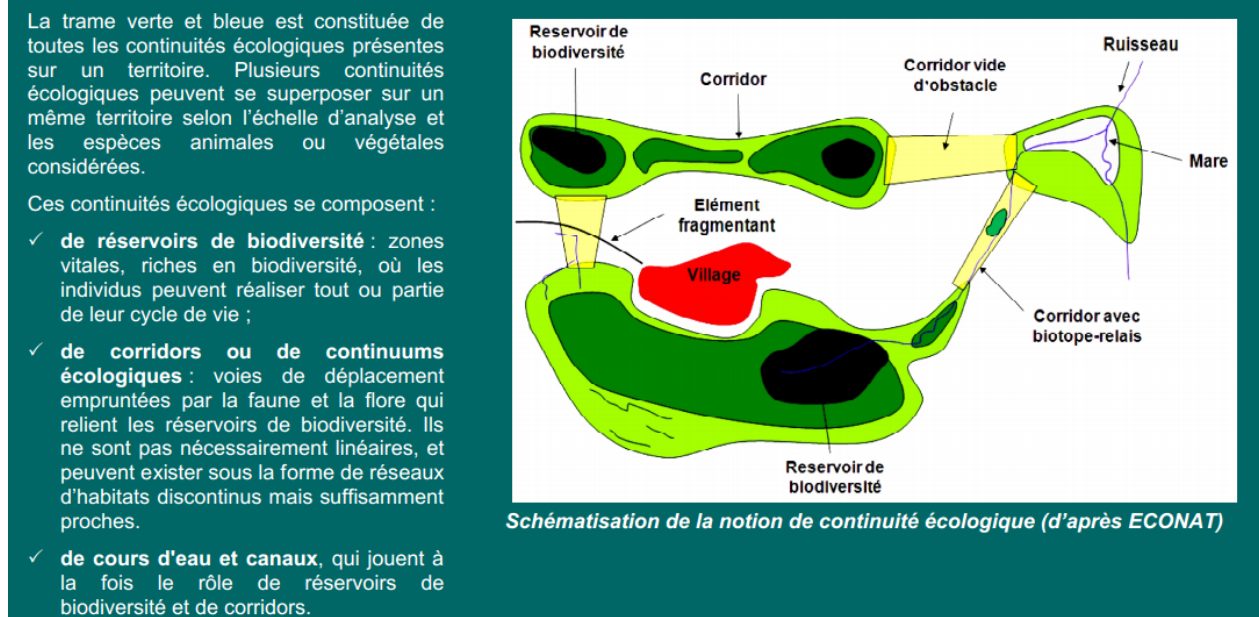 La trame verte et bleue est constituée de
toutes les continuités écologiques présentes
sur un territoire. Plusieurs continuités
écologiques peuvent se superposer sur un
même territoire selon l'échelle d'analyse et
les espèces animales ou végétales
considérées.
Ces continuités écologiques se composent :
✓ de réservoirs de biodiversité : zones
vitales, riches en biodiversité, où les
individus peuvent réaliser tout ou partie
de leur cycle de vie ;
✓ de corridors ou de continuums
écologiques : voies de déplacement
empruntées par la faune et la flore qui
relient les réservoirs de biodiversité. Ils
ne sont pas nécessairement linéaires, et
peuvent exister sous la forme de réseaux
d'habitats discontinus mais suffisamment
proches.
✓ de cours d'eau et canaux, qui jouent à
la fois le rôle de réservoirs de
biodiversité et de corridors.
Reservoir de
biodiversité
Corridor
Corridor vide
d'obstacle
Ruisseau
Mare
Elément
fragmentant
Village
Corridor avec
biotope-relais
Reservoir de
biodiversité
Schématisation de la notion de continuité écologique (d'après ECONAT)